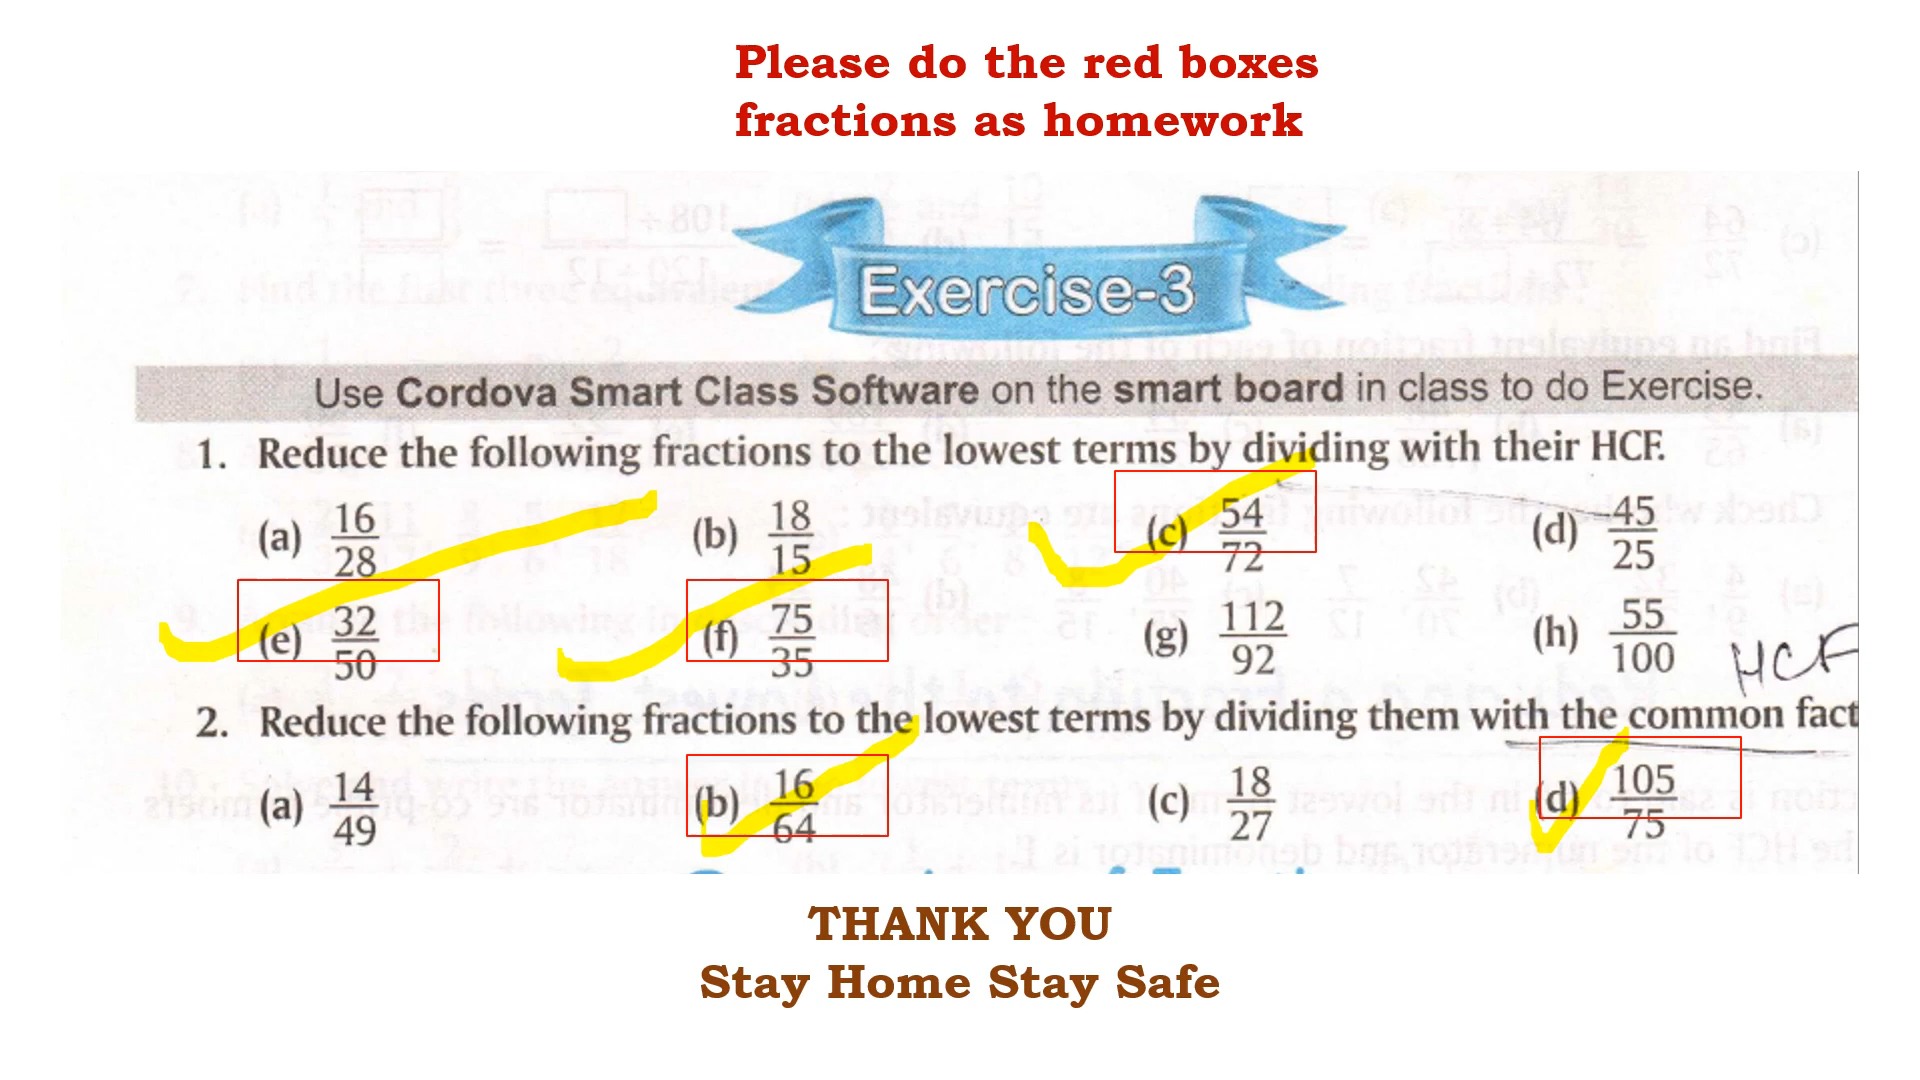 Please do the red boxes
fractions as homework
Exercise-3
Use Cordova Smart Class Software on the smart board in class to do Exercise.
1. Reduce the following fractions to the lowest terms by dividing with their HCF.
(a) 16/28 (b) 18/15 (c) 54/72 (d) 45/25
(e) 32/50 (f) 75/35 (g) 112/92 (h) 55/100
HCF
2. Reduce the following fractions to the lowest terms by dividing them with the common fact
(a) 14/49 (b) 16/64 (c) 18/27 (d) 105/75
THANK YOU
Stay Home Stay Safe